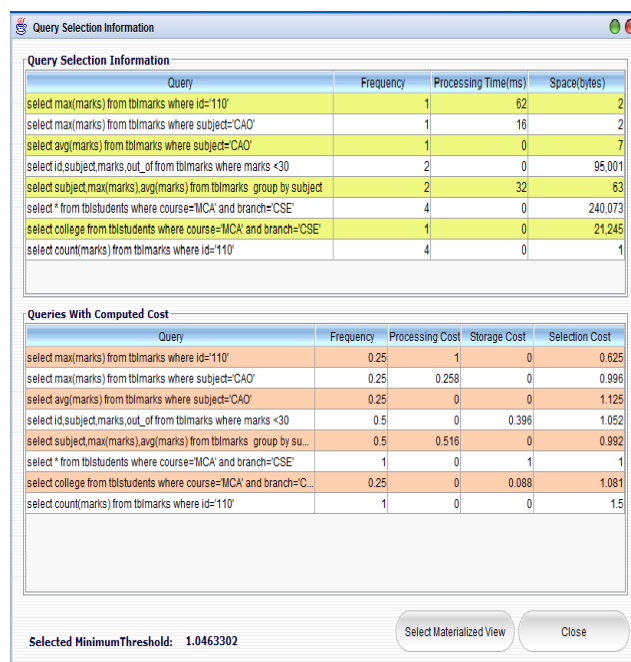 Query Selection Information
Query Selection Information
Query Frequency Processing Time(ms) Space(bytes)
select max(marks) from tblmarks where id='110' 1 62 2
select max(marks) from tblmarks where subject='CAO' 1 16 2
select avg(marks) from tblmarks where subject='CAO' 1 0 7
select id,subject,marks,out_of from tblmarks where marks <30 2 0 95,001
select subject,max(marks),avg(marks) from tblmarks group by subject 2 32 63
select * from tblstudents where course='MCA' and branch='CSE' 4 0 240,073
select college from tblstudents where course='MCA' and branch='CSE' 1 0 21,245
select count(marks) from tblmarks where id='110' 4 0 1
Queries With Computed Cost
Query Frequency Processing Cost Storage Cost Selection Cost
select max(marks) from tblmarks where id='110' 0.25 1 0 0.625
select max(marks) from tblmarks where subject='CAO' 0.25 0.258 0 0.996
select avg(marks) from tblmarks where subject='CAO' 0.25 0 0 1.125
select id,subject,marks,out_of from tblmarks where marks <30 0.5 0 0.396 1.052
select subject,max(marks),avg(marks) from tblmarks group by su... 0.5 0.516 0 0.992
select * from tblstudents where course='MCA' and branch='CSE' 1 0 1 1
select college from tblstudents where course='MCA' and branch='C... 0.25 0 0.088 1.081
select count(marks) from tblmarks where id='110' 1 0 0 1.5
Selected MinimumThreshold: 1.0463302
Select Materialized View
Close